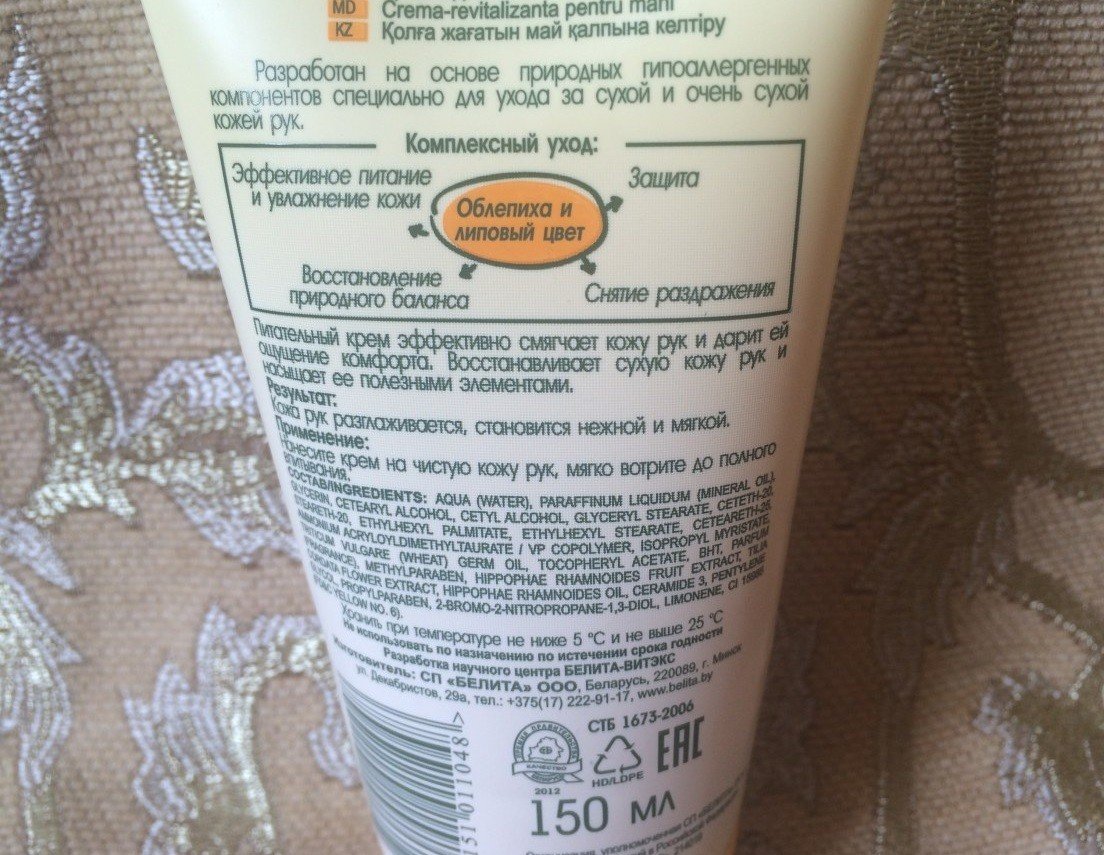 MD Crema-revitalizanta pentru mani
KZ Қолға жағатын май қалпына келтіру
Разработан на основе природных гипоаллергенных
компонентов специально для ухода за сухой и очень сухой
кожей рук.
Комплексный уход:
Эффективное питание
и увлажнение кожи
Защита
Облепиха и
липовый цвет
Восстановление
природного баланса
Снятие раздражения
Питательный крем эффективно смягчает кожу рук и дарит ей
ощущение комфорта. Восстанавливает сухую кожу рук и
насыщает ее полезными элементами.
Результат:
Кожа рук разглаживается, становится нежной и мягкой.
Применение:
Нанесите крем на чистую кожу рук, мягко вотрите до полного
впитывания.
СОСТАВ/INGREDIENTS: AQUA (WATER), PARAFFINUM LIQUIDUM (MINERAL OIL),
GLYCERIN, CETEARYL ALCOHOL, CETYL ALCOHOL, GLYCERYL STEARATE, CETETH-20,
STEARETH-20, ETHYLHEXYL PALMITATE, ETHYLHEXYL STEARATE, CETEARETH-25,
AMMONIUM ACRYLOYLDIMETHYLTAURATE / VP COPOLYMER, ISOPROPYL MYRISTATE,
TRITICUM VULGARE (WHEAT) GERM OIL, TOCOPHERYL ACETATE, BHT, PARFUM
(FRAGRANCE), METHYLPARABEN, HIPPOPHAE RHAMNOIDES FRUIT EXTRACT, TILIA
CORDATA FLOWER EXTRACT, HIPPOPHAE RHAMNOIDES OIL, CERAMIDE 3, PENTYLENE
GLYCOL, PROPYLPARABEN, 2-BROMO-2-NITROPROPANE-1,3-DIOL, LIMONENE, CI 15985
YELLOW NO. 6).
Хранить при температуре не ниже 5 °C и не выше 25 °C
Не использовать по назначению по истечении срока годности
Разработка научного центра БЕЛИТА-ВИТЭКС
Изготовитель: СП «БЕЛИТА» ООО, Беларусь, 220089, г. Минск
ул. Декабристов, 29а, тел.: +375(17) 222-91-17, www.belita.by
СТБ 1673-2006
EAC
КАЧЕСТВО
HD/LDPE
2012
151 011048
150 мл